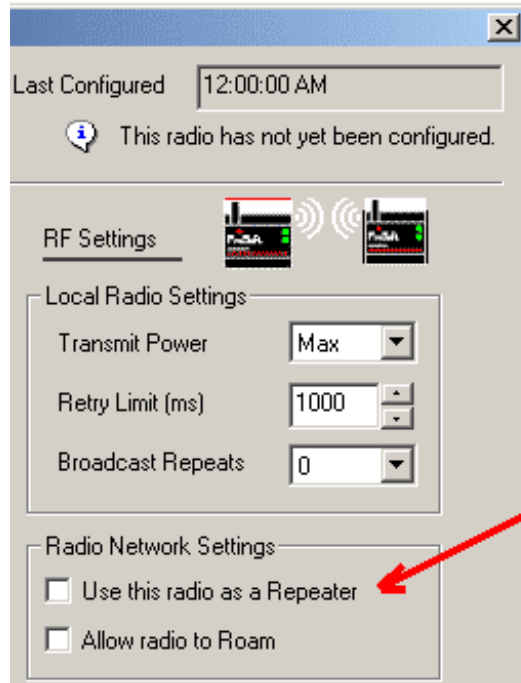 Last Configured 12:00:00 AM
This radio has not yet been configured.
RF Settings
Local Radio Settings
Transmit Power Max
Retry Limit (ms) 1000
Broadcast Repeats 0
Radio Network Settings
Use this radio as a Repeater
Allow radio to Roam